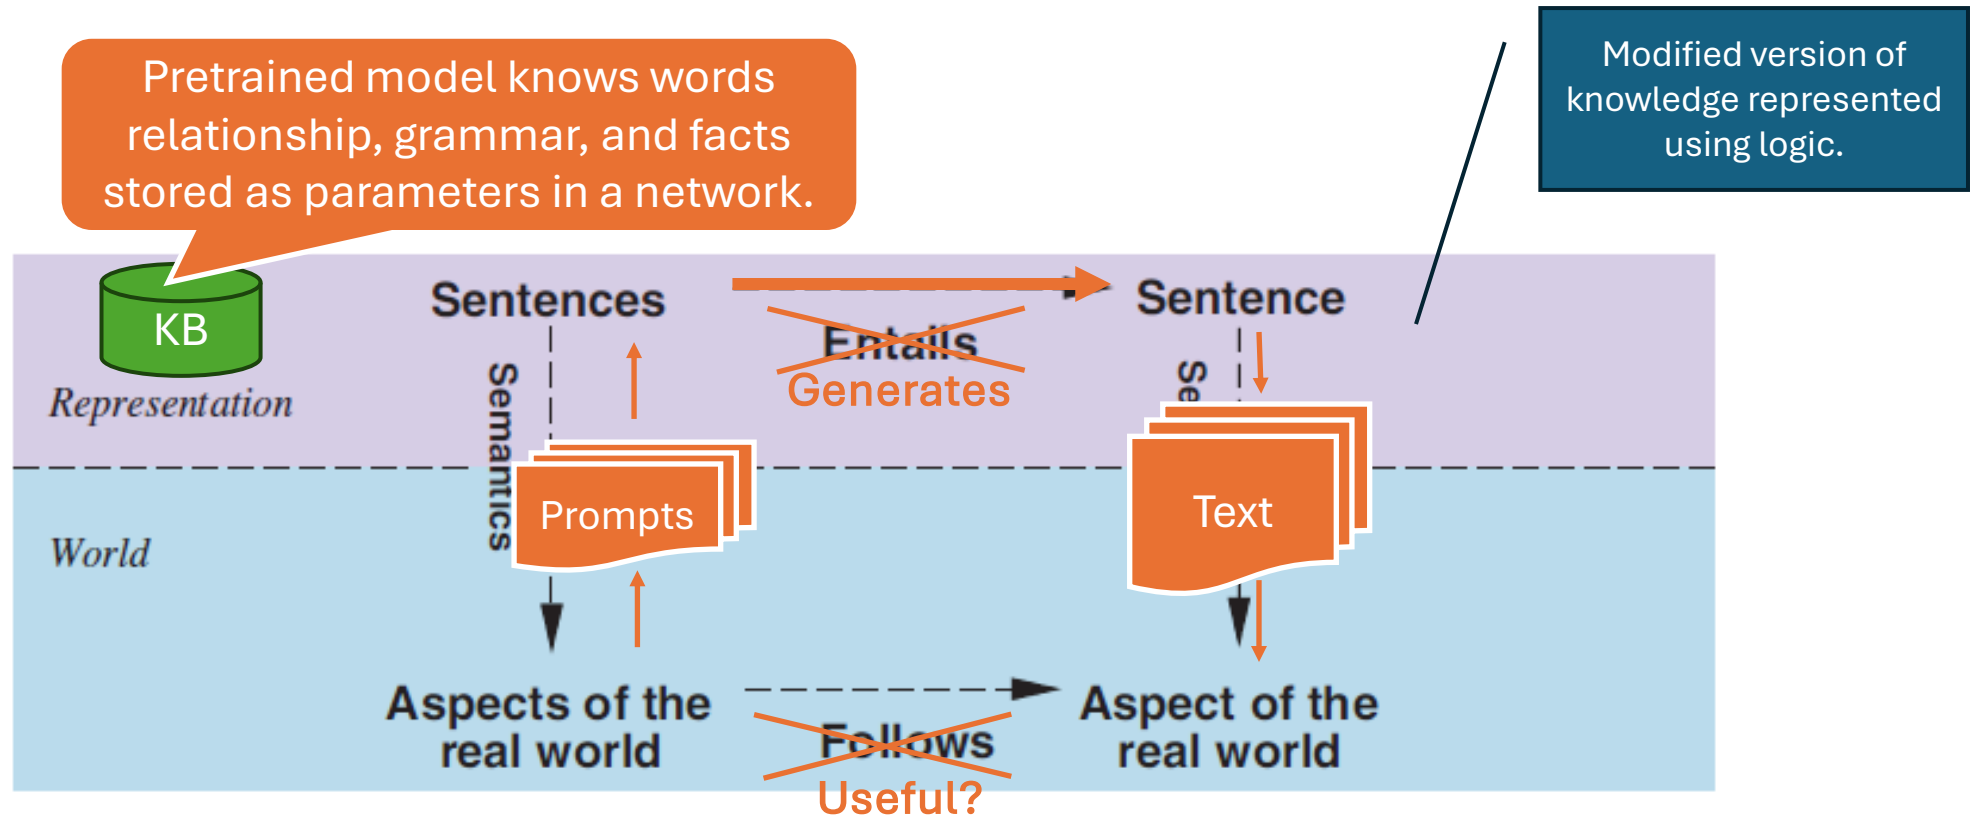 Pretrained model knows words
relationship, grammar, and facts
stored as parameters in a network.
Modified version of
knowledge represented
using logic.
KB
Sentences
Sentence
Entails
Generates
Representation
Semantics
Se
Prompts
Text
World
Aspects of the
real world
Aspect of the
real world
Follows
Useful?